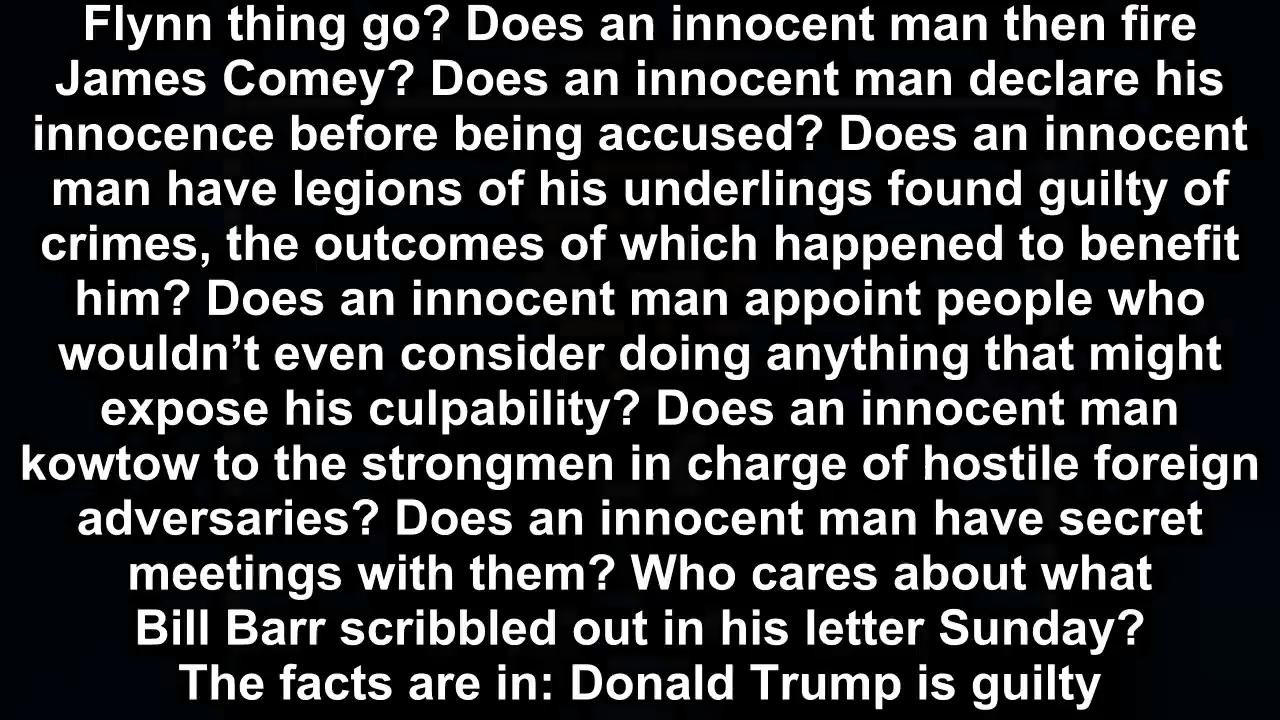 Flynn thing go? Does an innocent man then fire
James Comey? Does an innocent man declare his
innocence before being accused? Does an innocent
man have legions of his underlings found guilty of
crimes, the outcomes of which happened to benefit
him? Does an innocent man appoint people who
wouldn’t even consider doing anything that might
expose his culpability? Does an innocent man
kowtow to the strongmen in charge of hostile foreign
adversaries? Does an innocent man have secret
meetings with them? Who cares about what
Bill Barr scribbled out in his letter Sunday?
The facts are in: Donald Trump is guilty